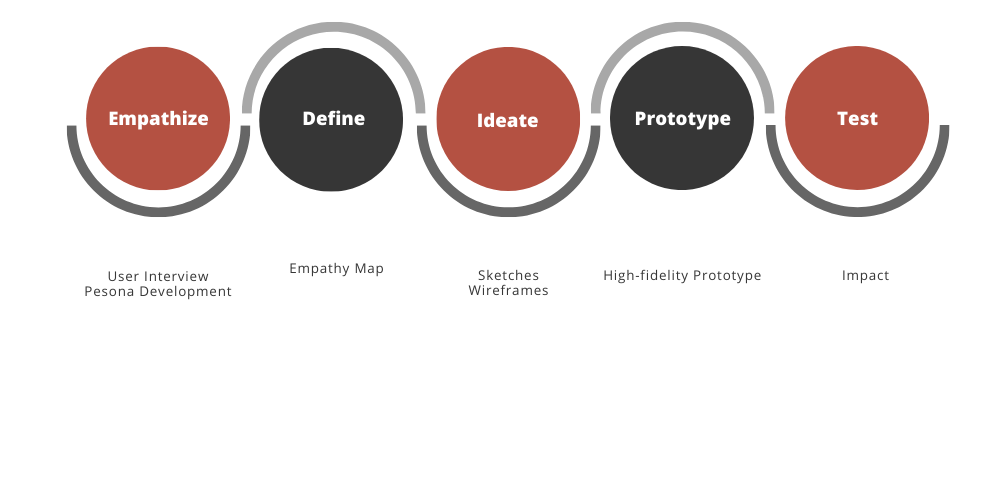 Empathize
Define
Ideate
Prototype
Test
User Interview
Pesona Development
Empathy Map
Sketches
Wireframes
High-fidelity Prototype
Impact